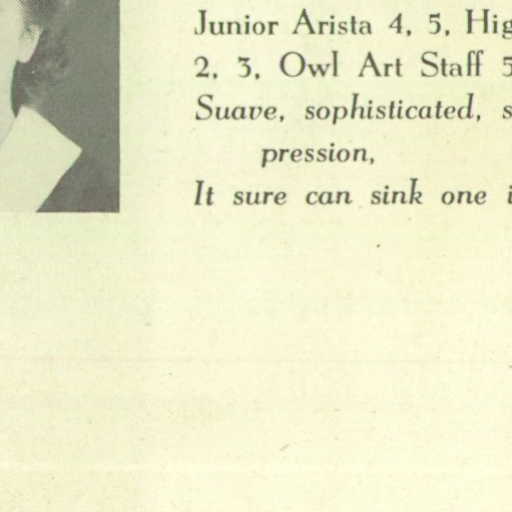 Junior Arista 4, 5, Hig
2, 3, Owl Art Staff 5
Suave, sophisticated, s
pression,
It sure can sink one i